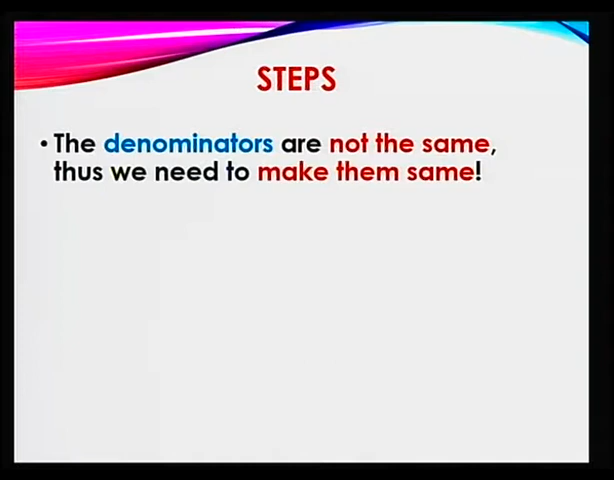 STEPS
• The denominators are not the same,
thus we need to make them same!